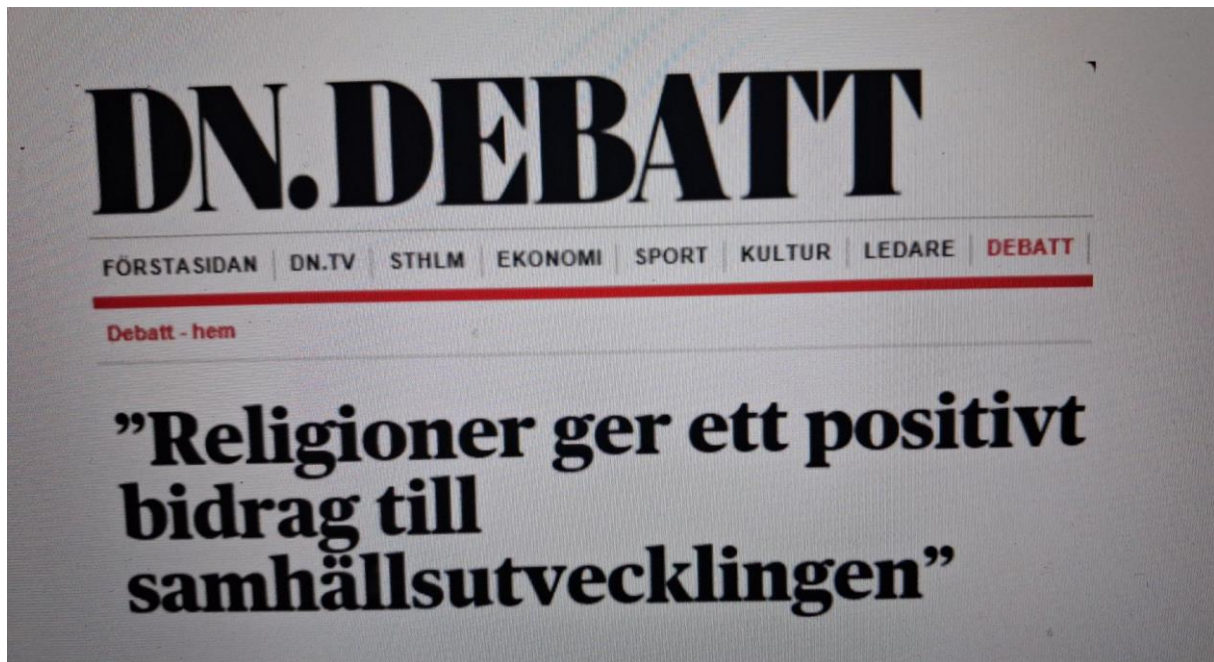 DN.DEBATT
FÖRSTASIDAN DN.TV STHLM EKONOMI SPORT KULTUR LEDARE DEBATT
Debatt - hem
”Religioner ger ett positivt
bidrag till
samhällsutvecklingen”